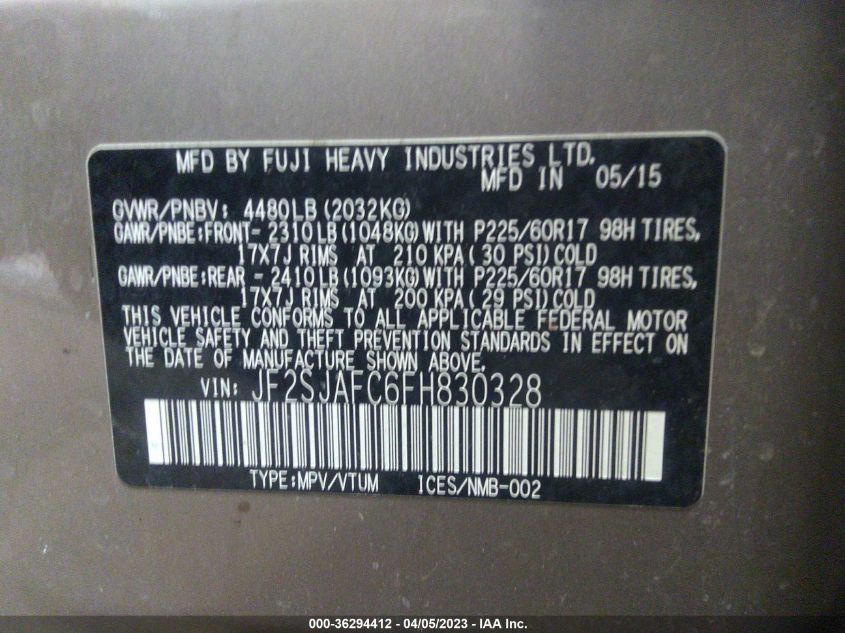 MFD BY FUJI HEAVY INDUSTRIES LTD.
MFD IN 05/15
GVWR/PNBV: 4480LB (2032KG)
GAWR/PNBE:FRONT- 2310LB (1048KG) WITH P225/60R17 98H TIRES,
17X7J RIMS AT 210 KPA ( 30 PSI) COLD
GAWR/PNBE:REAR - 2410LB (1093KG) WITH P225/60R17 98H TIRES,
17X7J RIMS AT 200 KPA ( 29 PSI) COLD
THIS VEHICLE CONFORMS TO ALL APPLICABLE FEDERAL MOTOR
VEHICLE SAFETY AND THEFT PREVENTION STANDARDS IN EFFECT ON
THE DATE OF MANUFACTURE SHOWN ABOVE.
VIN: JF2SJAFC6FH830328
TYPE:MPV/VTUM ICES/NMB-002
000-36294412 - 04/05/2023 - IAA Inc.